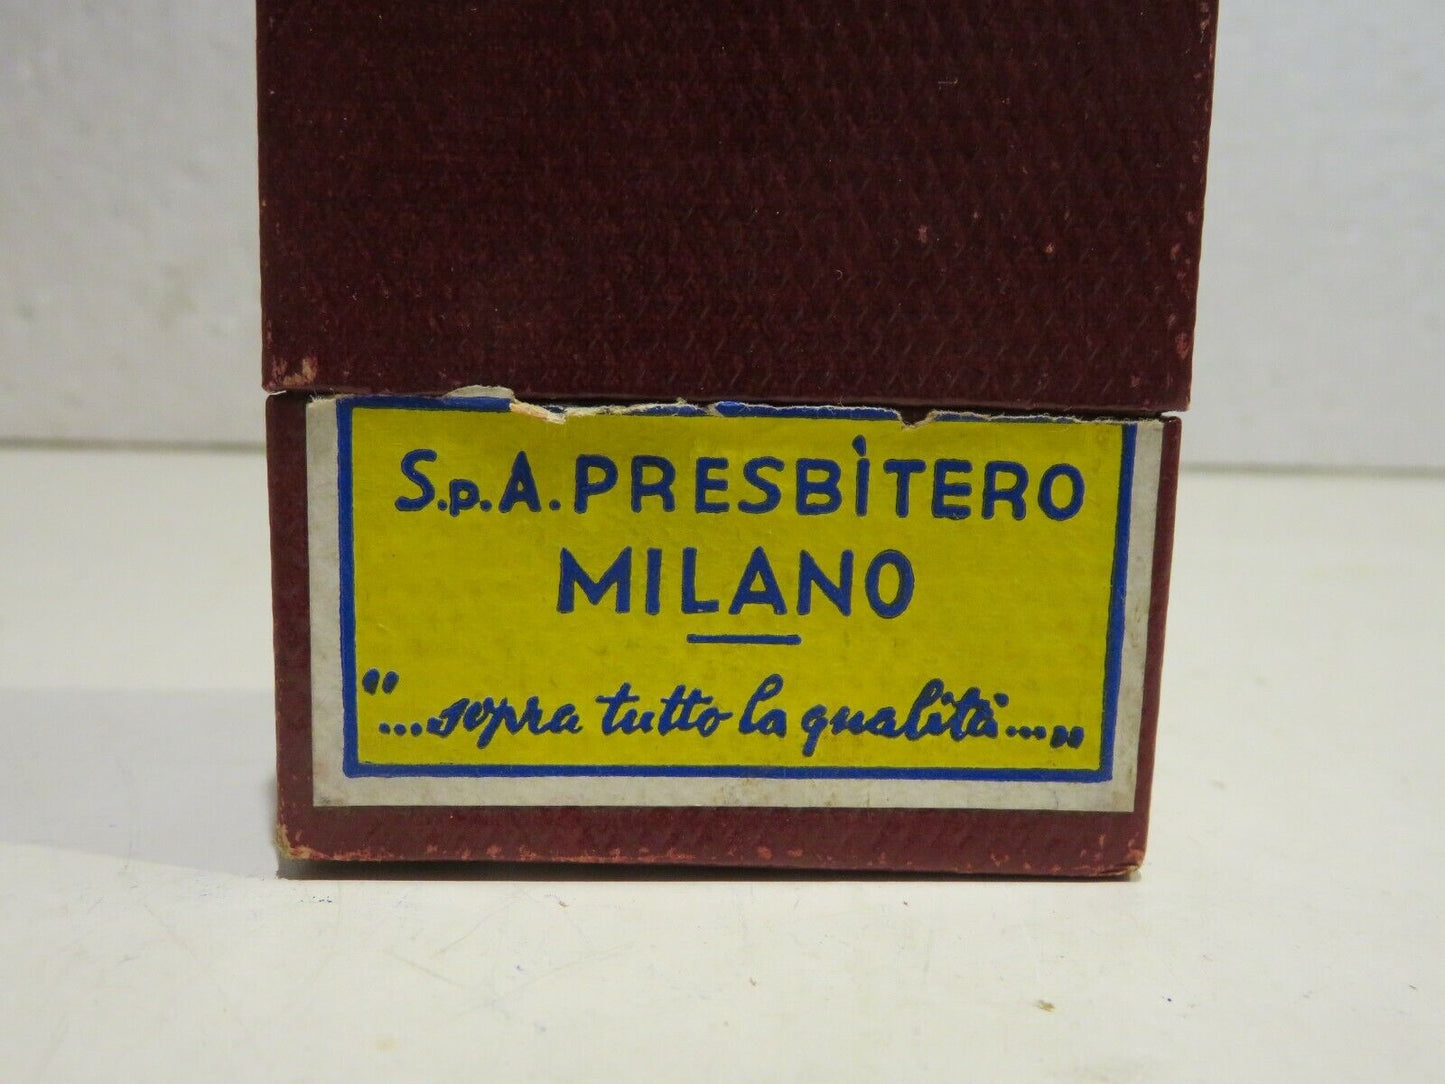 S.p.A. PRESBÌTERO
MILANO
“...sopra tutto la qualità...„